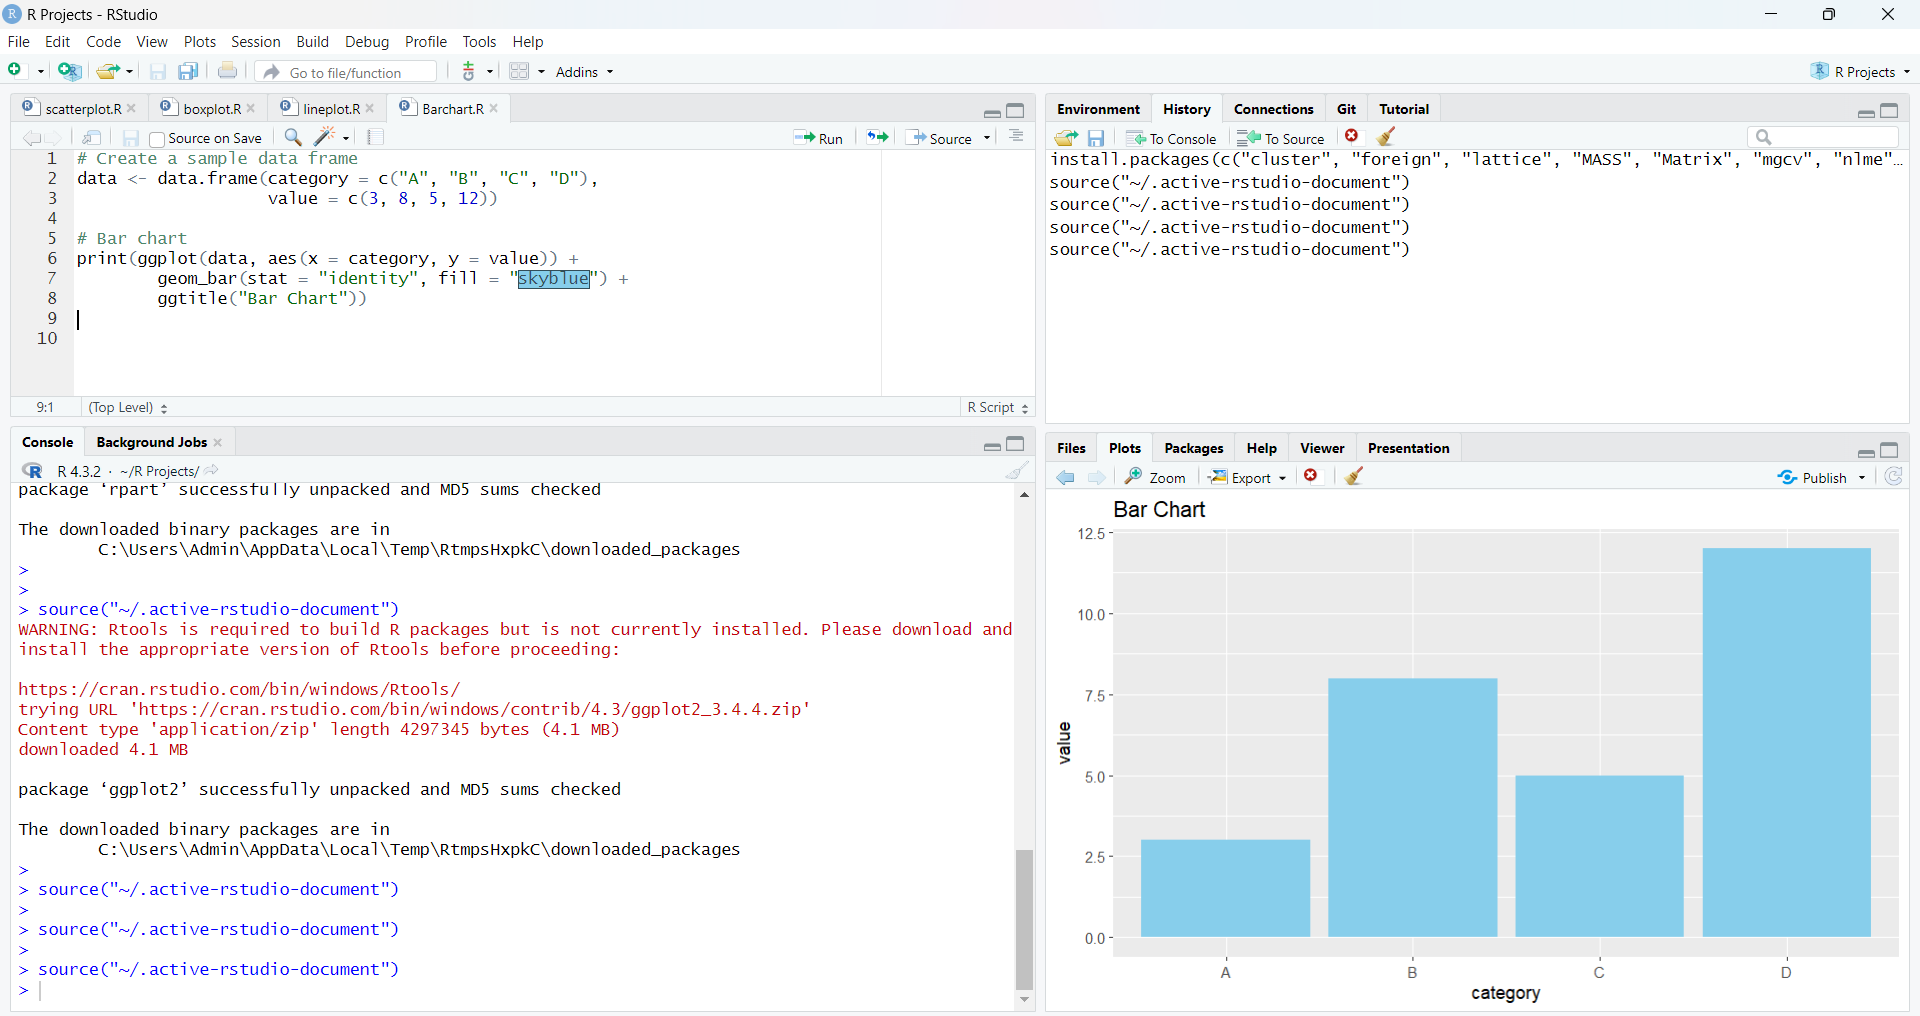 R Projects - RStudio
File Edit Code View Plots Session Build Debug Profile Tools Help
Go to file/function Addins R Projects
scatterplot.R boxplot.R lineplot.R Barchart.R
Source on Save Run Source
1 # Create a sample data frame
2 data <- data.frame(category = c("A", "B", "C", "D"),
3 value = c(3, 8, 5, 12))
4
5 # Bar chart
6 print(ggplot(data, aes(x = category, y = value)) +
7 geom_bar(stat = "identity", fill = "skyblue") +
8 ggtitle("Bar Chart"))
9
10
9:1 (Top Level) R Script
Console Background Jobs
R 4.3.2 · ~/R Projects/
package ‘rpart’ successfully unpacked and MD5 sums checked
The downloaded binary packages are in
C:\Users\Admin\AppData\Local\Temp\RtmpsHxpkC\downloaded_packages
>
>
> source("~/.active-rstudio-document")
WARNING: Rtools is required to build R packages but is not currently installed. Please download and
install the appropriate version of Rtools before proceeding:
https://cran.rstudio.com/bin/windows/Rtools/
trying URL 'https://cran.rstudio.com/bin/windows/contrib/4.3/ggplot2_3.4.4.zip'
Content type 'application/zip' length 4297345 bytes (4.1 MB)
downloaded 4.1 MB
package ‘ggplot2’ successfully unpacked and MD5 sums checked
The downloaded binary packages are in
C:\Users\Admin\AppData\Local\Temp\RtmpsHxpkC\downloaded_packages
>
> source("~/.active-rstudio-document")
>
> source("~/.active-rstudio-document")
>
> source("~/.active-rstudio-document")
>
Environment History Connections Git Tutorial
To Console To Source
install.packages(c("cluster", "foreign", "lattice", "MASS", "Matrix", "mgcv", "nlme"…
source("~/.active-rstudio-document")
source("~/.active-rstudio-document")
source("~/.active-rstudio-document")
source("~/.active-rstudio-document")
Files Plots Packages Help Viewer Presentation
Zoom Export Publish
Bar Chart
12.5
10.0
7.5
value
5.0
2.5
0.0
A B C D
category